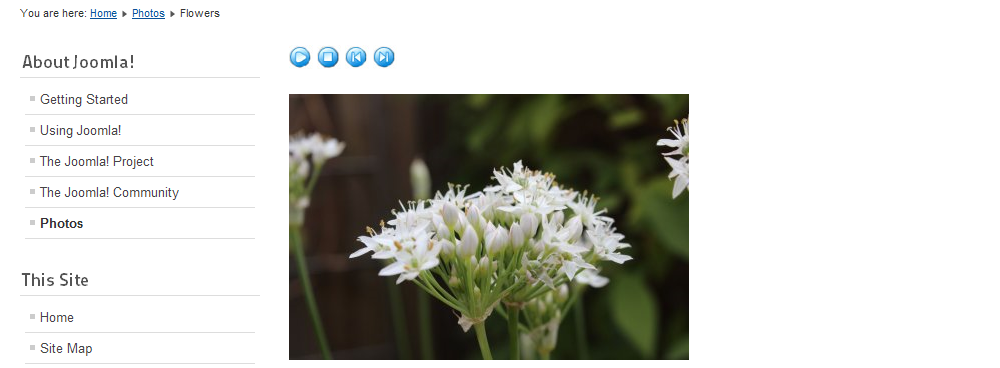 You are here: Home Photos Flowers
About Joomla!
Getting Started
Using Joomla!
The Joomla! Project
The Joomla! Community
Photos
This Site
Home
Site Map